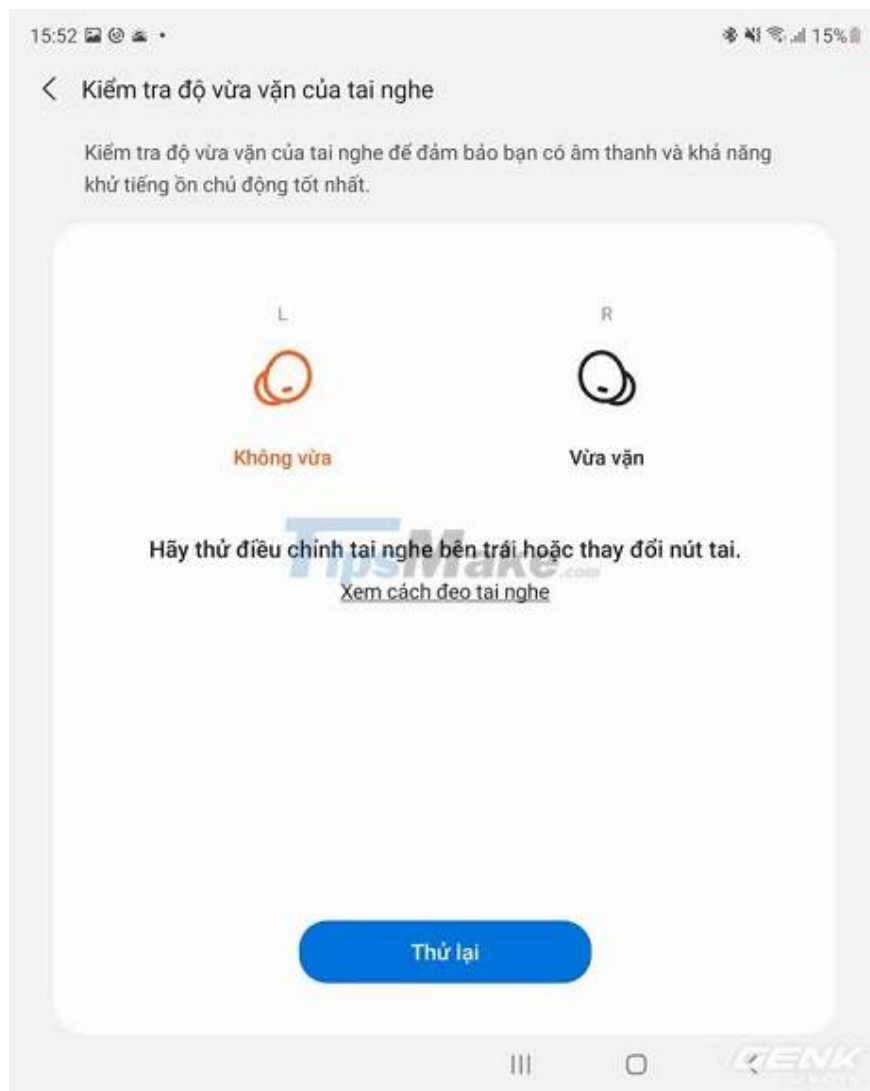 15:52
15%
Kiểm tra độ vừa vặn của tai nghe
Kiểm tra độ vừa vặn của tai nghe để đảm bảo bạn có âm thanh và khả năng
khử tiếng ồn chủ động tốt nhất.
L
R
Không vừa
Vừa vặn
Hãy thử điều chỉnh tai nghe bên trái hoặc thay đổi nút tai.
TipsMake.com
Xem cách đeo tai nghe
Thử lại
GENK